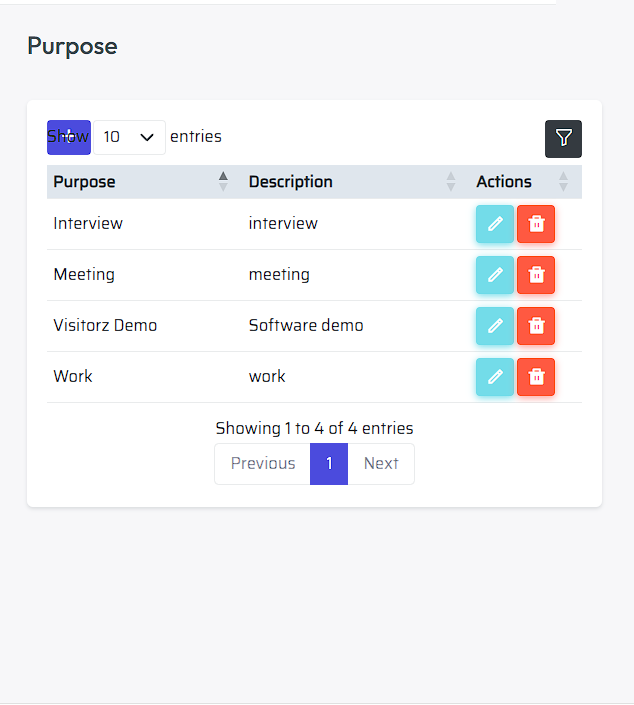 Purpose
Show 10 entries
Purpose Description Actions
Interview interview
Meeting meeting
Visitorz Demo Software demo
Work work
Showing 1 to 4 of 4 entries
Previous 1 Next